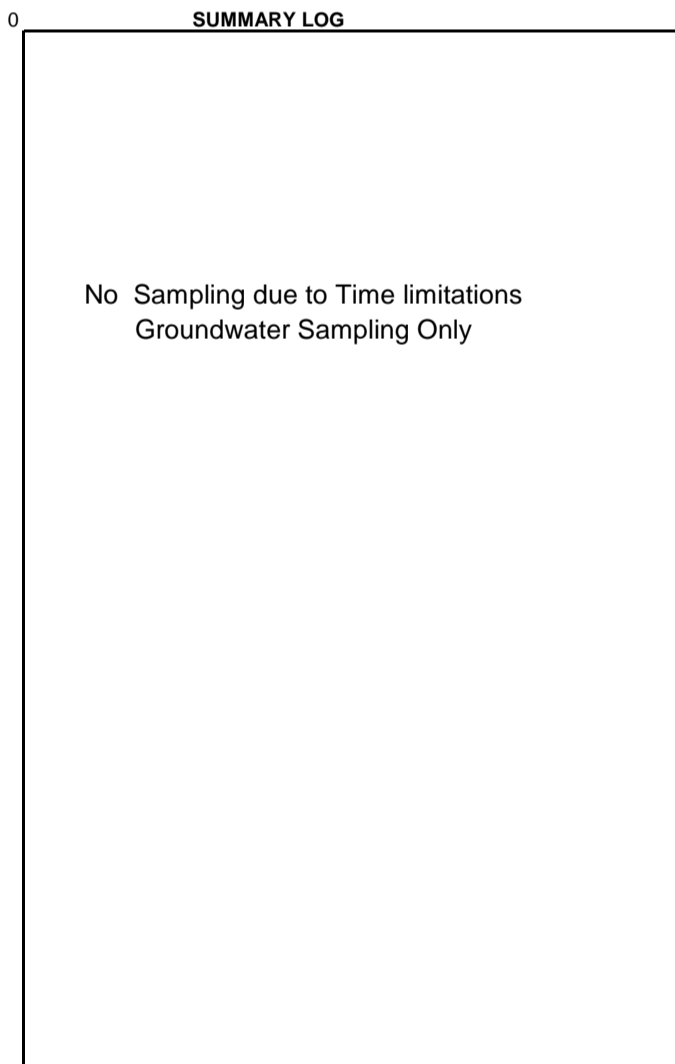 0 SUMMARY LOG
No Sampling due to Time limitations
Groundwater Sampling Only